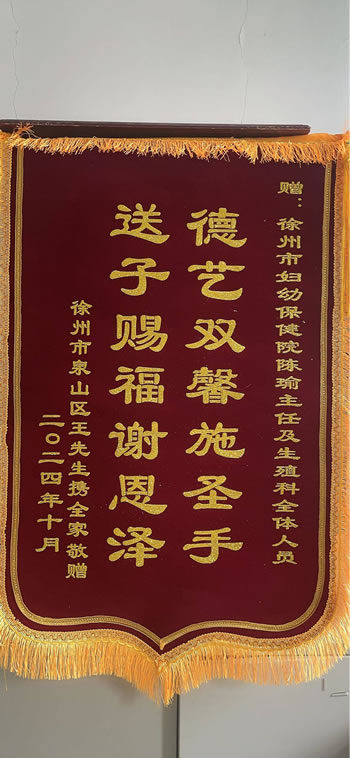 赠：徐州市妇幼保健院陈瑜主任及生殖科全体人员
德艺双馨施圣手
送子赐福谢恩泽
徐州市泉山区王先生携全家敬赠
二〇二四年十月